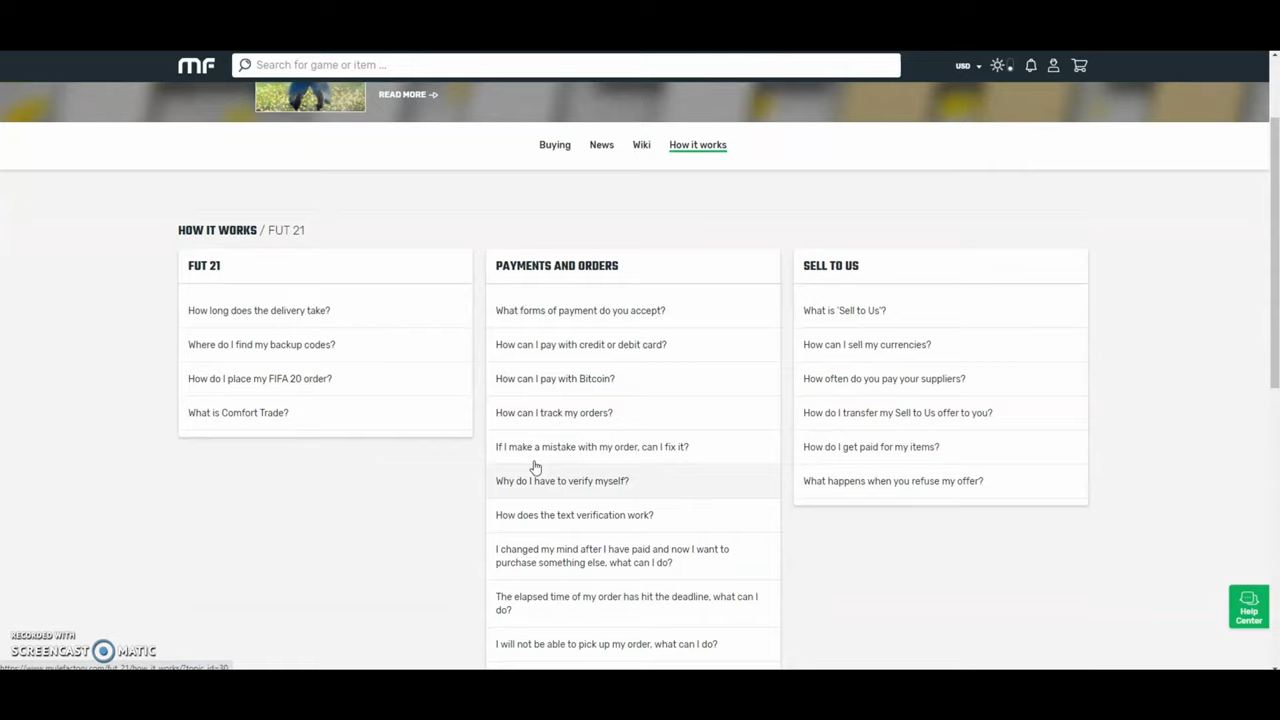 MF
Search for game or item ...
USD
READ MORE
Buying
News
Wiki
How it works
HOW IT WORKS / FUT 21
FUT 21
How long does the delivery take?
Where do I find my backup codes?
How do I place my FIFA 20 order?
What is Comfort Trade?
PAYMENTS AND ORDERS
What forms of payment do you accept?
How can I pay with credit or debit card?
How can I pay with Bitcoin?
How can I track my orders?
If I make a mistake with my order, can I fix it?
Why do I have to verify myself?
How does the text verification work?
I changed my mind after I have paid and now I want to
purchase something else, what can I do?
The elapsed time of my order has hit the deadline, what can I
do?
I will not be able to pick up my order, what can I do?
SELL TO US
What is 'Sell to Us'?
How can I sell my currencies?
How often do you pay your suppliers?
How do I transfer my Sell to Us offer to you?
How do I get paid for my items?
What happens when you refuse my offer?
Help
Center
RECORDED WITH
SCREENCAST MATIC
https://www.mulefactory.com/fut_21/how_it_works/?topic_id=30